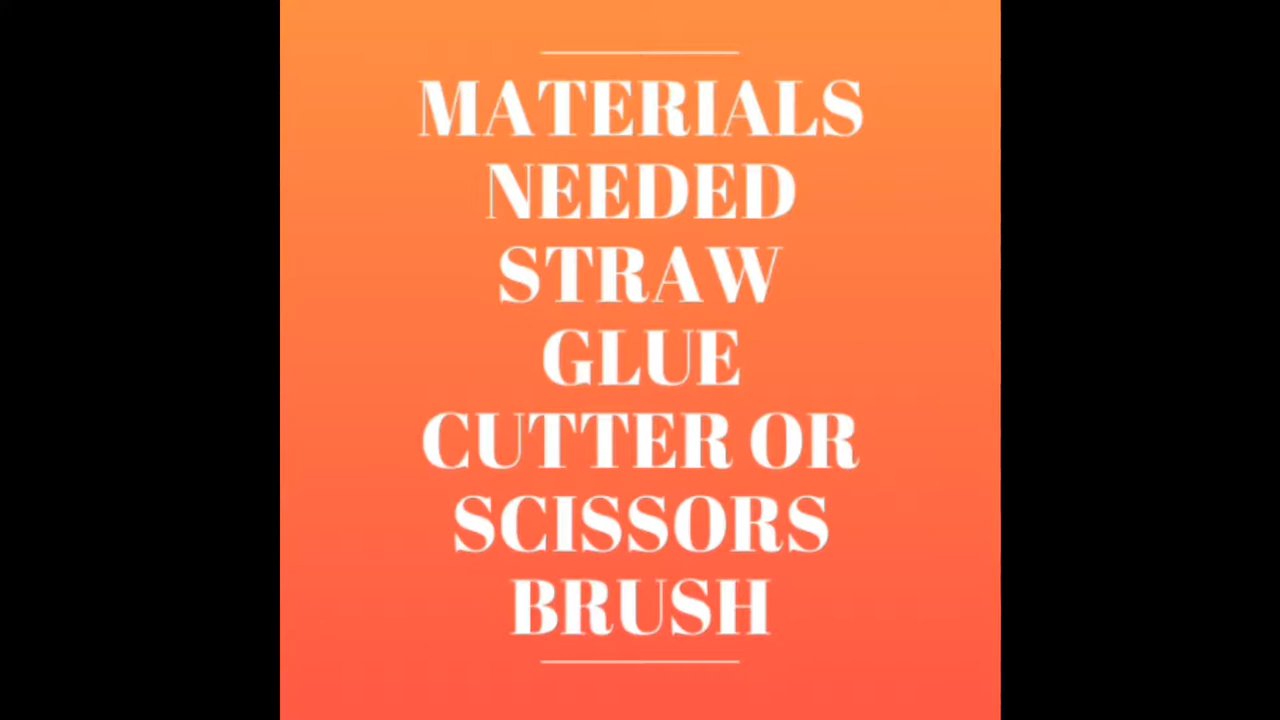 MATERIALS
NEEDED
STRAW
GLUE
CUTTER OR
SCISSORS
BRUSH